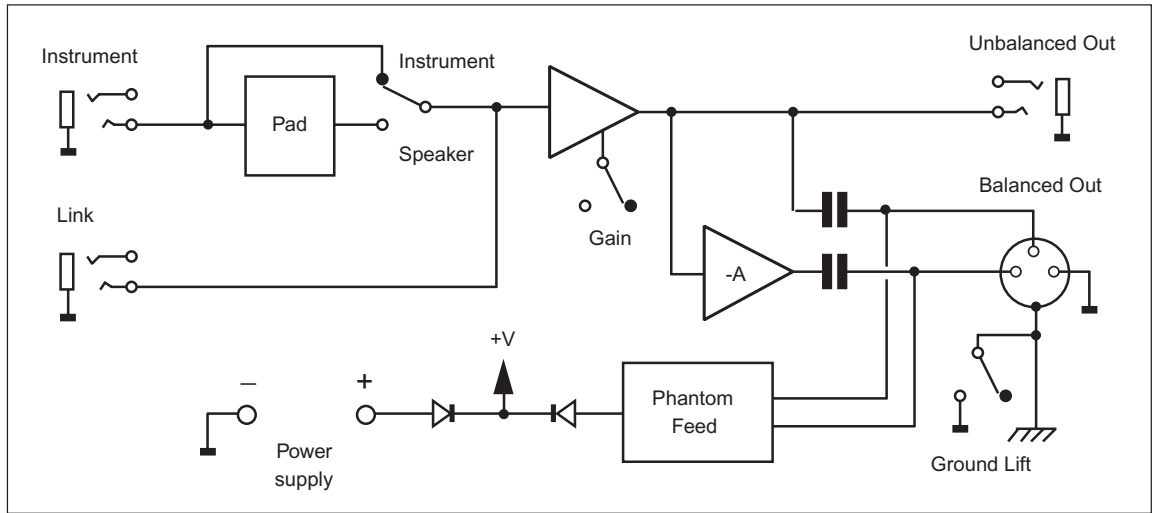 Instrument
Instrument
Unbalanced Out
Pad
Speaker
Balanced Out
Link
Gain
-A
+V
– +
Phantom
Feed
Power
supply
Ground Lift